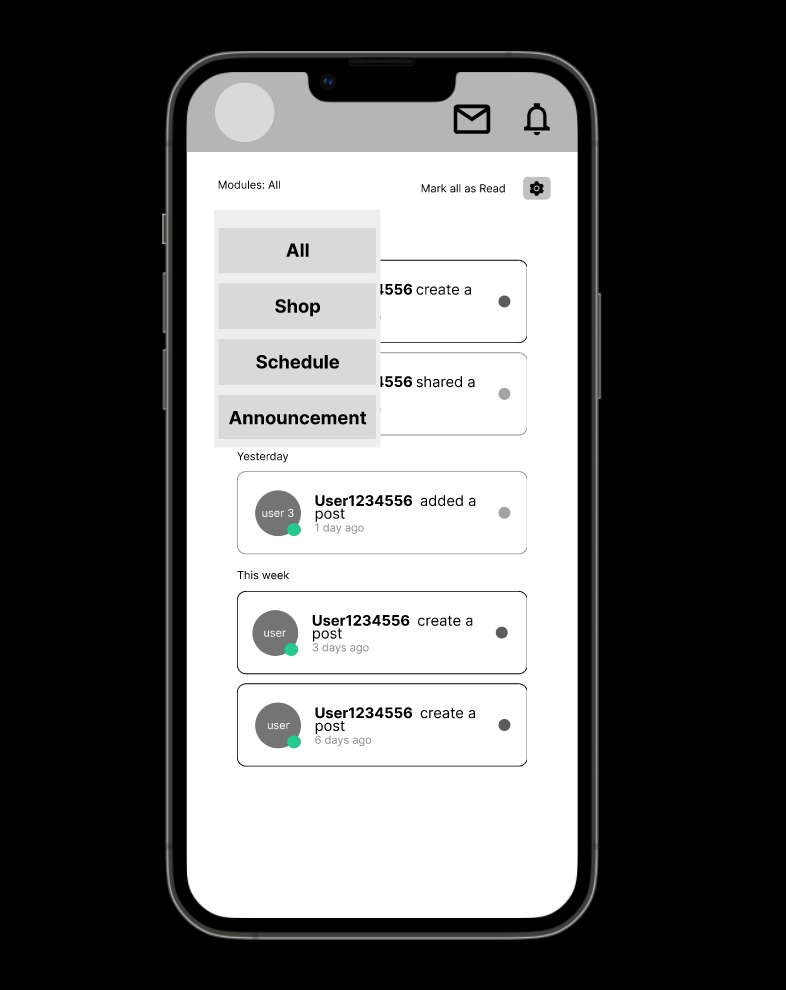 Modules: All
Mark all as Read
All
Shop
Schedule
Announcement
4556 create a
4556 shared a
Yesterday
user 3
User1234556 added a
post
1 day ago
This week
user
User1234556 create a
post
3 days ago
user
User1234556 create a
post
6 days ago